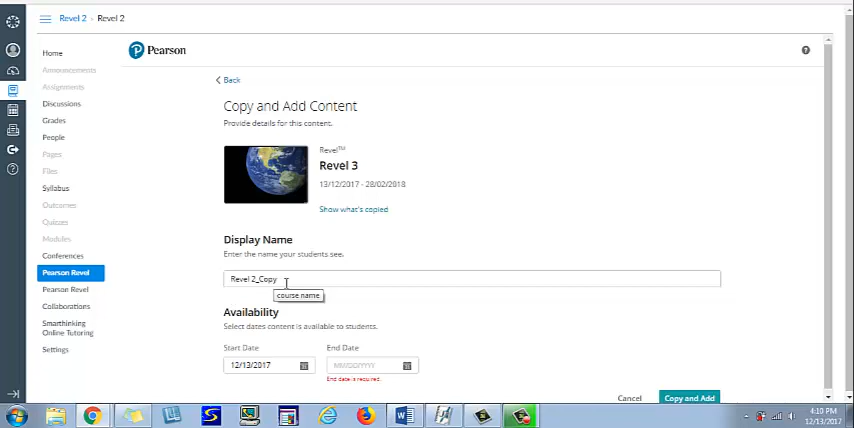 Revel 2 › Revel 2
Home
Announcements
Assignments
Discussions
Grades
People
Pages
Files
Syllabus
Outcomes
Quizzes
Modules
Conferences
Pearson Revel
Pearson Revel
Collaborations
Smarthinking
Online Tutoring
Settings
Pearson
Back
Copy and Add Content
Provide details for this content.
Revel™
Revel 3
13/12/2017 - 28/02/2018
Show what's copied
Display Name
Enter the name your students see.
Revel 2_Copy
course name
Availability
Select dates content is available to students.
Start Date
End Date
12/13/2017
MM/DD/YYYY
End date is required.
Cancel
Copy and Add
4:10 PM
12/13/2017